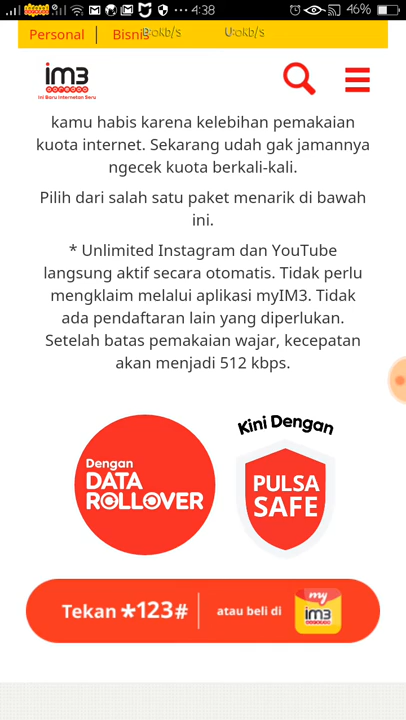 4:38
46%
Personal | Bisnis
D:0kb/s U:0kb/s
im3
ooredoo
Ini Baru Internetan Seru
kamu habis karena kelebihan pemakaian
kuota internet. Sekarang udah gak jamannya
ngecek kuota berkali-kali.
Pilih dari salah satu paket menarik di bawah
ini.
* Unlimited Instagram dan YouTube
langsung aktif secara otomatis. Tidak perlu
mengklaim melalui aplikasi myIM3. Tidak
ada pendaftaran lain yang diperlukan.
Setelah batas pemakaian wajar, kecepatan
akan menjadi 512 kbps.
Dengan
DATA
ROLLOVER
Kini Dengan
PULSA
SAFE
Tekan *123# | atau beli di
my
im3
ooredoo